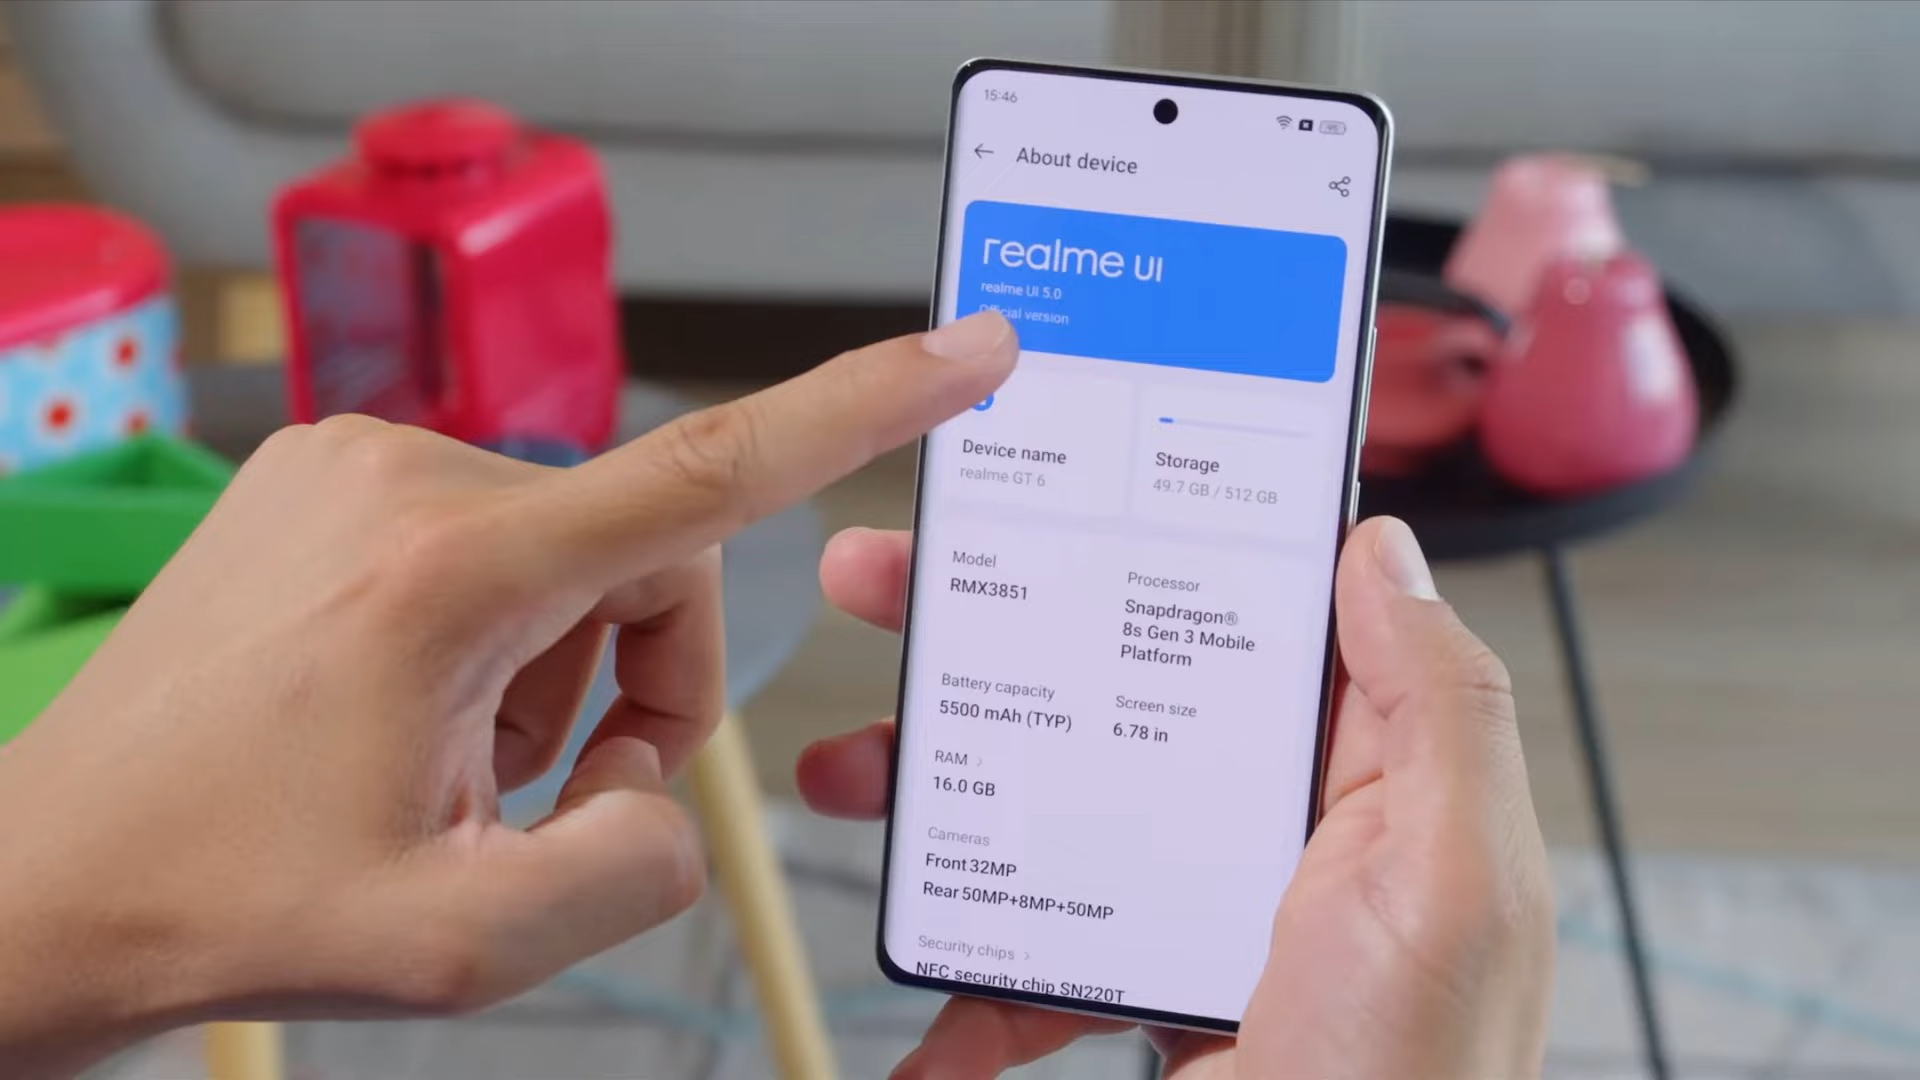 15:46
About device
realme UI
realme UI 5.0
Official version
Device name
realme GT 6
Storage
49.7 GB / 512 GB
Model
RMX3851
Processor
Snapdragon®
8s Gen 3 Mobile
Platform
Battery capacity
5500 mAh (TYP)
Screen size
6.78 in
RAM
16.0 GB
Cameras
Front 32MP
Rear 50MP+8MP+50MP
Security chips
NFC security chip SN220T